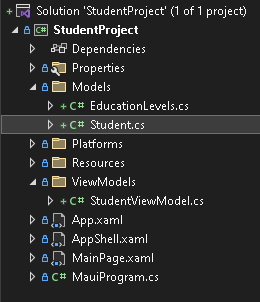 Solution 'StudentProject' (1 of 1 project)
StudentProject
Dependencies
Properties
Models
EducationLevels.cs
Student.cs
Platforms
Resources
ViewModels
StudentViewModel.cs
App.xaml
AppShell.xaml
MainPage.xaml
MauiProgram.cs